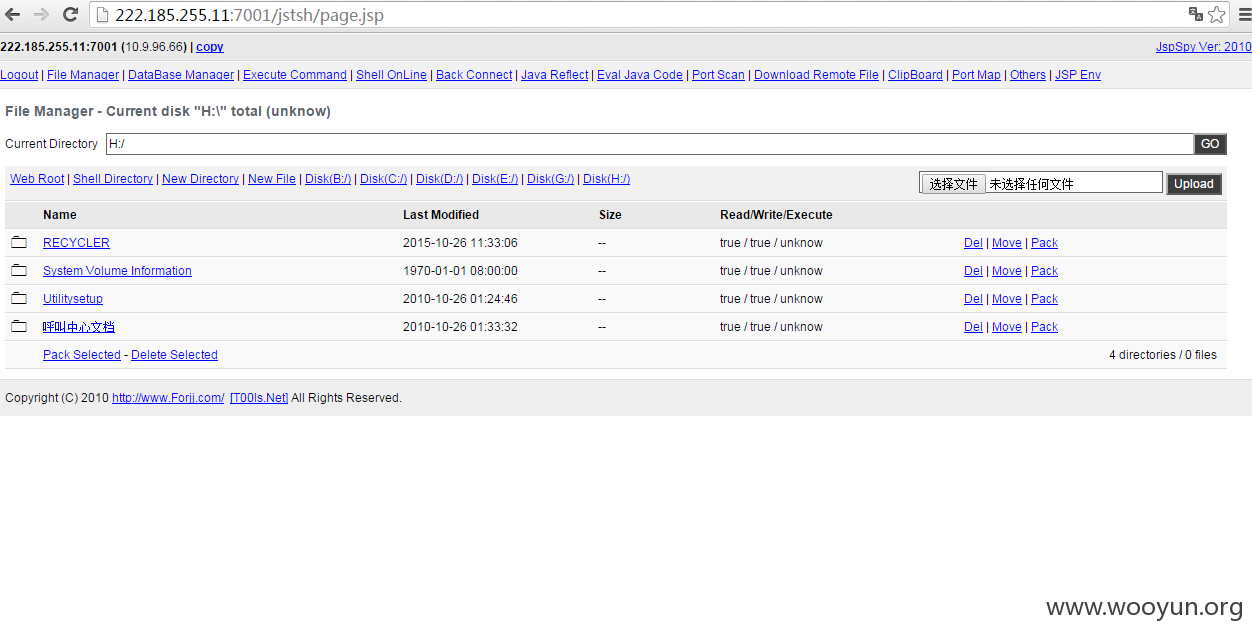 222.185.255.11:7001/jstsh/page.jsp
222.185.255.11:7001 (10.9.96.66) | copy JspSpy Ver: 2010
Logout | File Manager | DataBase Manager | Execute Command | Shell OnLine | Back Connect | Java Reflect | Eval Java Code | Port Scan | Download Remote File | ClipBoard | Port Map | Others | JSP Env
File Manager - Current disk "H:\" total (unknow)
Current Directory H:/ GO
Web Root | Shell Directory | New Directory | New File | Disk(B:/) | Disk(C:/) | Disk(D:/) | Disk(E:/) | Disk(G:/) | Disk(H:/) 选择文件 未选择任何文件 Upload
Name Last Modified Size Read/Write/Execute
RECYCLER 2015-10-26 11:33:06 -- true / true / unknow Del | Move | Pack
System Volume Information 1970-01-01 08:00:00 -- true / true / unknow Del | Move | Pack
Utilitysetup 2010-10-26 01:24:46 -- true / true / unknow Del | Move | Pack
呼叫中心文档 2010-10-26 01:33:32 -- true / true / unknow Del | Move | Pack
Pack Selected - Delete Selected 4 directories / 0 files
Copyright (C) 2010 http://www.Forjj.com/ [T00ls.Net] All Rights Reserved.
www.wooyun.org